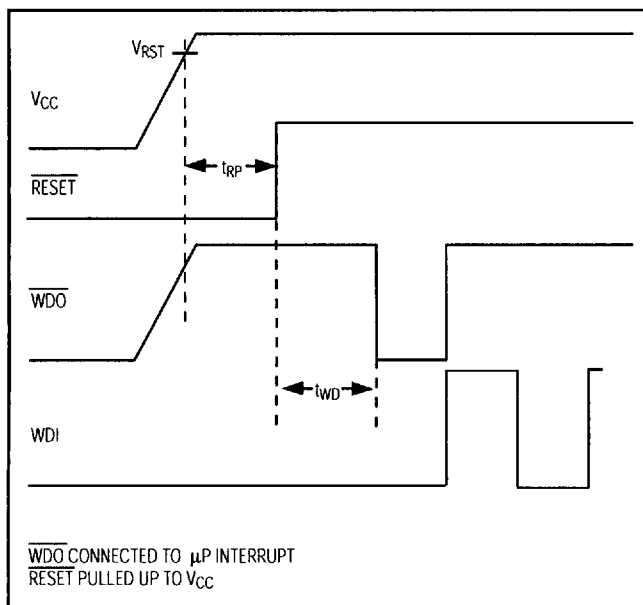 VRST
VCC
tRP
RESET
WDO
tWD
WDI
WDO CONNECTED TO μP INTERRUPT
RESET PULLED UP TO VCC